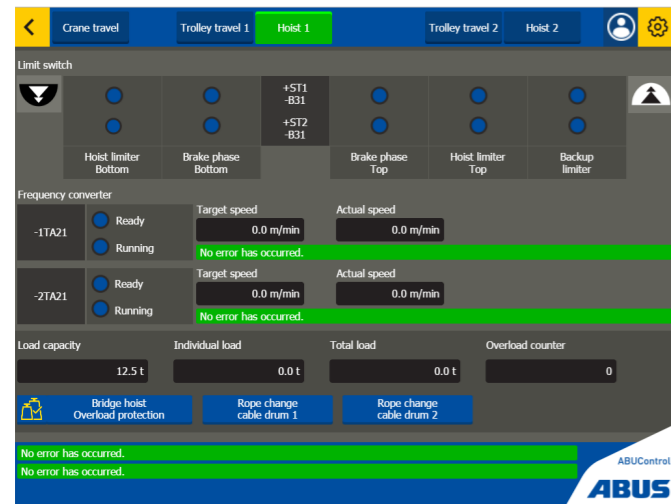 Crane travel
Trolley travel 1
Hoist 1
Trolley travel 2
Hoist 2
Limit switch
+ST1
-B31
+ST2
-B31
Hoist limiter
Bottom
Brake phase
Bottom
Brake phase
Top
Hoist limiter
Top
Backup
limiter
Frequency converter
-1TA21
Ready
Running
Target speed
0.0 m/min
Actual speed
0.0 m/min
No error has occurred.
-2TA21
Ready
Running
Target speed
0.0 m/min
Actual speed
0.0 m/min
No error has occurred.
Load capacity
12.5 t
Individual load
0.0 t
Total load
0.0 t
Overload counter
0
Bridge hoist
Overload protection
Rope change
cable drum 1
Rope change
cable drum 2
No error has occurred.
No error has occurred.
ABUControl
ABUS